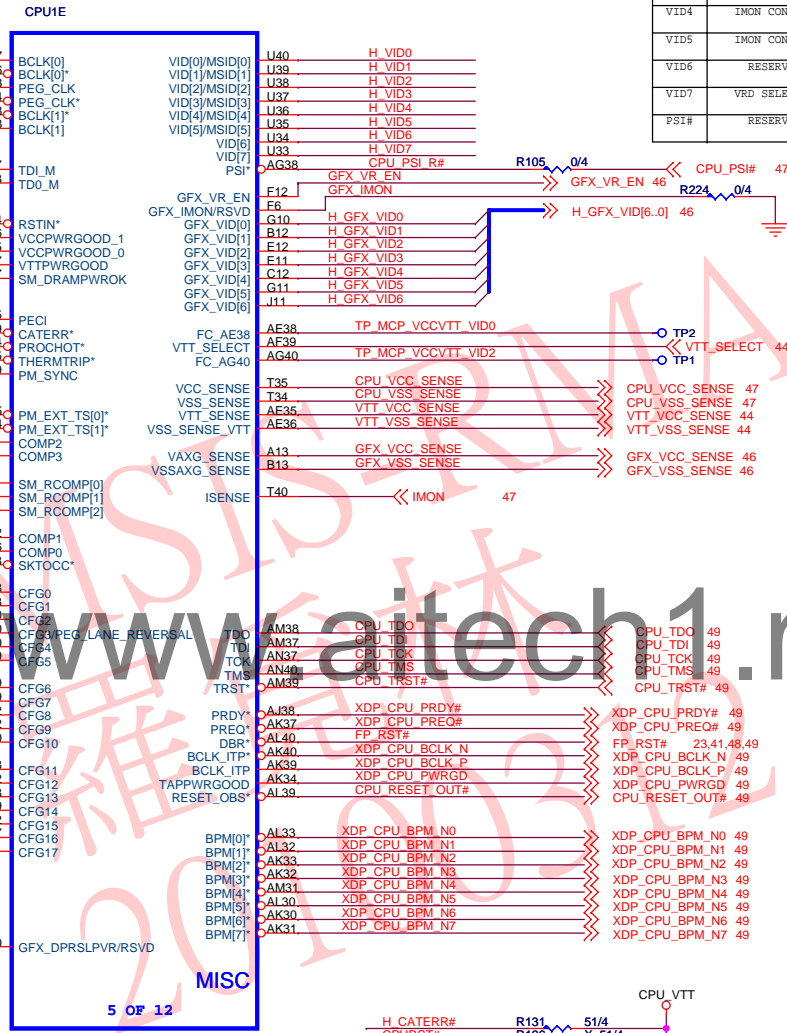 CPU1E
VID4 IMON CON
VID5 IMON CON
VID6 RESERV
VID7 VRD SELE
PSI# RESERV
BCLK[0] VID[0]/MSID[0] U40 H_VID0
BCLK[0]* VID[1]/MSID[1] U39 H_VID1
PEG_CLK VID[2]/MSID[2] U38 H_VID2
PEG_CLK* VID[3]/MSID[3] U37 H_VID3
BCLK[1]* VID[4]/MSID[4] U36 H_VID4
BCLK[1] VID[5]/MSID[5] U35 H_VID5
VID[6] U34 H_VID6
VID[7] U33 H_VID7
TDI_M PSI* AG38 CPU_PSI_R# R105 0/4 CPU_PSI# 47
TD0_M
GFX_VR_EN F12 GFX_VR_EN GFX_VR_EN 46
GFX_IMON/RSVD F6 GFX_IMON R224 0/4
RSTIN* GFX_VID[0] G10 H_GFX_VID0 H_GFX_VID[6..0] 46
VCCPWRGOOD_1 GFX_VID[1] B12 H_GFX_VID1
VCCPWRGOOD_0 GFX_VID[2] E12 H_GFX_VID2
VTTPWRGOOD GFX_VID[3] E11 H_GFX_VID3
SM_DRAMPWROK GFX_VID[4] C12 H_GFX_VID4
GFX_VID[5] G11 H_GFX_VID5
GFX_VID[6] J11 H_GFX_VID6
PECI
CATERR* FC_AE38 AE38 TP_MCP_VCCVTT_VID0 TP2
PROCHOT* VTT_SELECT AF39 VTT_SELECT 44
THERMTRIP* FC_AG40 AG40 TP_MCP_VCCVTT_VID2 TP1
PM_SYNC
VCC_SENSE T35 CPU_VCC_SENSE CPU_VCC_SENSE 47
VSS_SENSE T34 CPU_VSS_SENSE CPU_VSS_SENSE 47
PM_EXT_TS[0]* VTT_SENSE AE35 VTT_VCC_SENSE VTT_VCC_SENSE 44
PM_EXT_TS[1]* VSS_SENSE_VTT AE36 VTT_VSS_SENSE VTT_VSS_SENSE 44
COMP2
COMP3 VAXG_SENSE A13 GFX_VCC_SENSE GFX_VCC_SENSE 46
VSSAXG_SENSE B13 GFX_VSS_SENSE GFX_VSS_SENSE 46
SM_RCOMP[0]
SM_RCOMP[1] ISENSE T40 IMON 47
SM_RCOMP[2]
COMP1
COMP0
SKTOCC*
CFG0
CFG1
CFG2
CFG3/PEG_LANE_REVERSAL TDO AM38 CPU_TDO CPU_TDO 49
CFG4 TDI AM37 CPU_TDI CPU_TDI 49
CFG5 TCK AN37 CPU_TCK CPU_TCK 49
TMS AN40 CPU_TMS CPU_TMS 49
CFG6 TRST* AM39 CPU_TRST# CPU_TRST# 49
CFG7
CFG8 PRDY* AJ38 XDP_CPU_PRDY# XDP_CPU_PRDY# 49
CFG9 PREQ* AK37 XDP_CPU_PREQ# XDP_CPU_PREQ# 49
CFG10 DBR* AL40 FP_RST# FP_RST# 23,41,48,49
BCLK_ITP* AK40 XDP_CPU_BCLK_N XDP_CPU_BCLK_N 49
CFG11 BCLK_ITP AK39 XDP_CPU_BCLK_P XDP_CPU_BCLK_P 49
CFG12 TAPPWRGOOD AK34 XDP_CPU_PWRGD XDP_CPU_PWRGD 49
CFG13 RESET_OBS* AL39 CPU_RESET_OUT# CPU_RESET_OUT# 49
CFG14
CFG15
CFG16 BPM[0]* AL33 XDP_CPU_BPM_N0 XDP_CPU_BPM_N0 49
CFG17 BPM[1]* AL32 XDP_CPU_BPM_N1 XDP_CPU_BPM_N1 49
BPM[2]* AK33 XDP_CPU_BPM_N2 XDP_CPU_BPM_N2 49
BPM[3]* AK32 XDP_CPU_BPM_N3 XDP_CPU_BPM_N3 49
BPM[4]* AM31 XDP_CPU_BPM_N4 XDP_CPU_BPM_N4 49
BPM[5]* AL30 XDP_CPU_BPM_N5 XDP_CPU_BPM_N5 49
BPM[6]* AK30 XDP_CPU_BPM_N6 XDP_CPU_BPM_N6 49
BPM[7]* AK31 XDP_CPU_BPM_N7 XDP_CPU_BPM_N7 49
GFX_DPRSLPVR/RSVD
MISC
5 OF 12
CPU_VTT
H_CATERR# R131 51/4
MSIS-RMA
www.aitech1.r
羅寬林
20190312